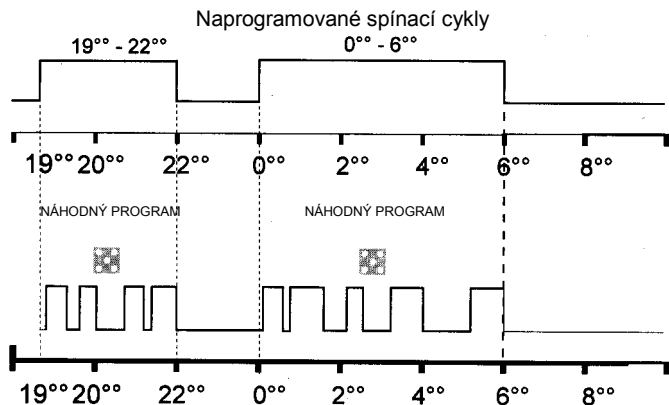 Naprogramované spínací cykly
19°° - 22°° 0°° - 6°°
19°° 20°° 22°° 0°° 2°° 4°° 6°° 8°°
NÁHODNÝ PROGRAM NÁHODNÝ PROGRAM
19°° 20°° 22°° 0°° 2°° 4°° 6°° 8°°